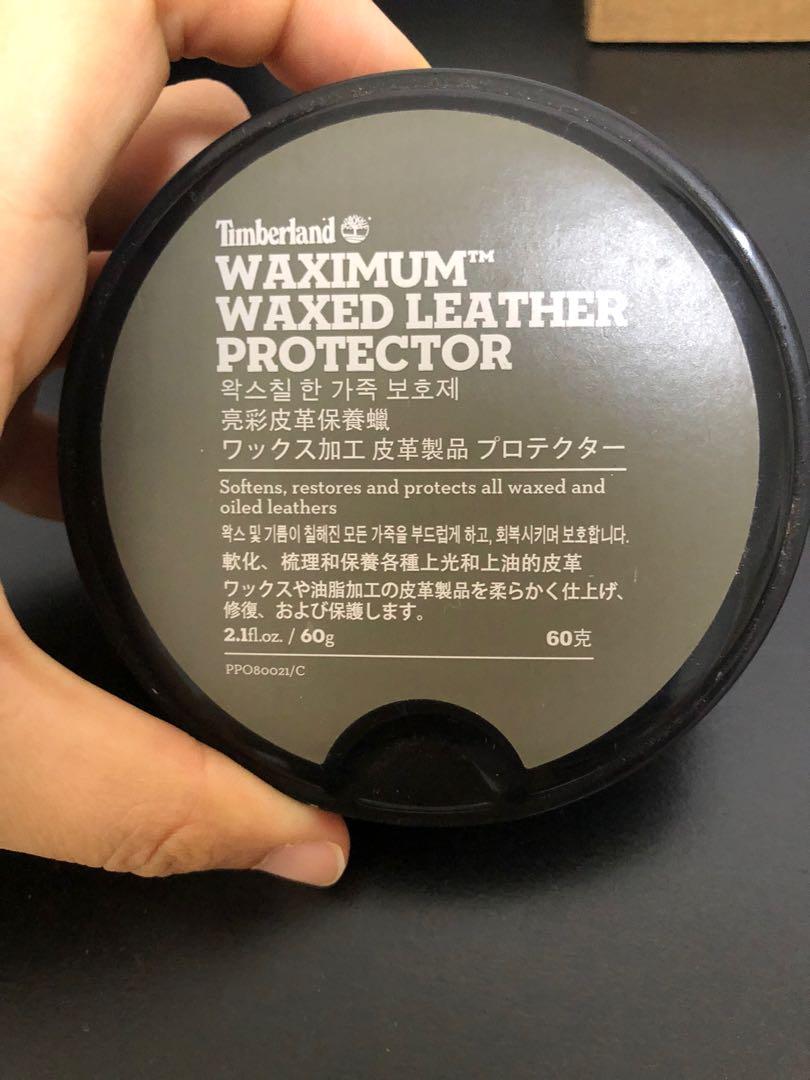 Timberland
WAXIMUM™
WAXED LEATHER
PROTECTOR
왁스칠 한 가죽 보호제
亮彩皮革保養蠟
ワックス加工 皮革製品 プロテクター
Softens, restores and protects all waxed and
oiled leathers
왁스 및 기름이 칠해진 모든 가죽을 부드럽게 하고, 회복시키며 보호합니다.
軟化、梳理和保養各種上光和上油的皮革
ワックスや油脂加工の皮革製品を柔らかく仕上げ、
修復、および保護します。
2.1fl.oz. / 60g 60克
PPO80021/C